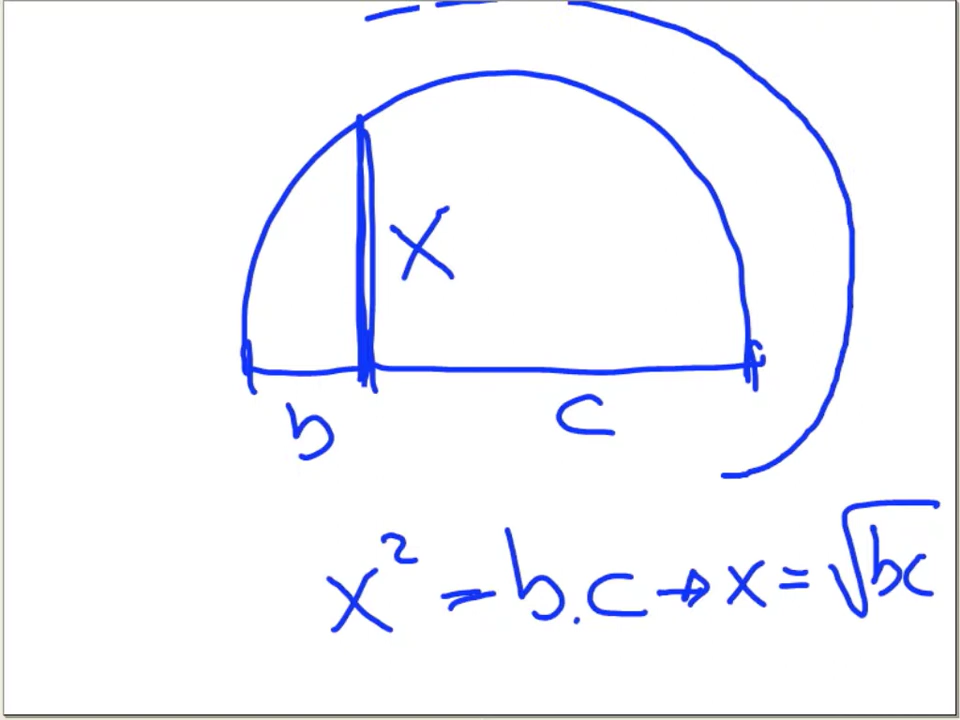 x
b c
x² = b.c → x = √bc